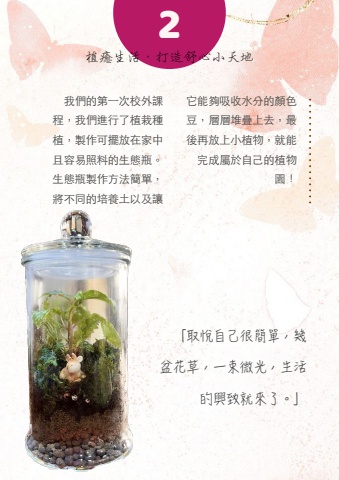 2
植癒生活，打造舒心小天地
我們的第一次校外課
程，我們進行了植栽種
植，製作可擺放在家中
且容易照料的生態瓶。
生態瓶製作方法簡單，
將不同的培養土以及讓
它能夠吸收水分的顏色
豆，層層堆疊上去，最
後再放上小植物，就能
完成屬於自己的植物
園！
「取悅自己很簡單，幾
盆花草，一束微光，生活
的興致就來了。」